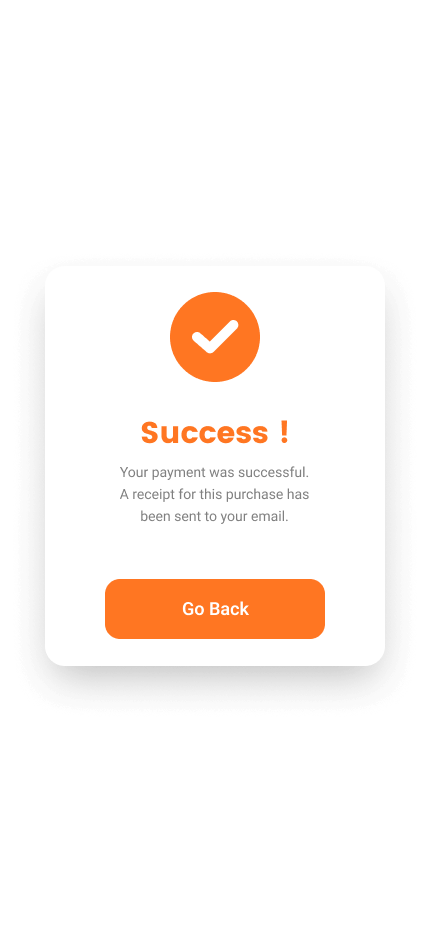 Success !
Your payment was successful.
A receipt for this purchase has
been sent to your email.
Go Back